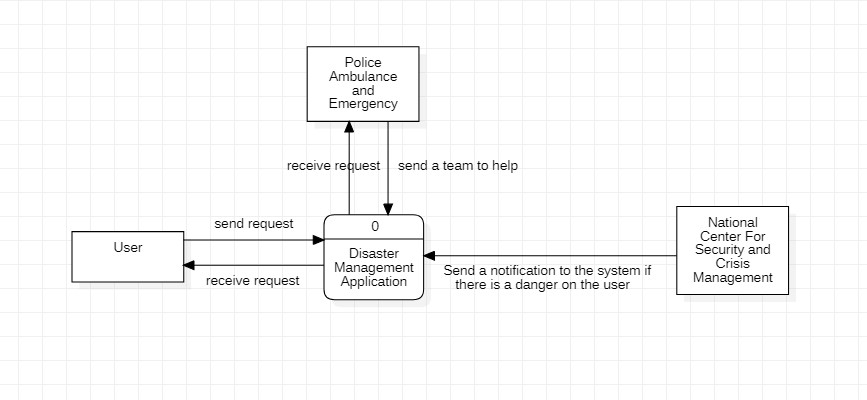 Police
Ambulance
and
Emergency
receive request
send a team to help
send request
User
receive request
0
Disaster
Management
Application
National
Center For
Security and
Crisis
Management
Send a notification to the system if
there is a danger on the user